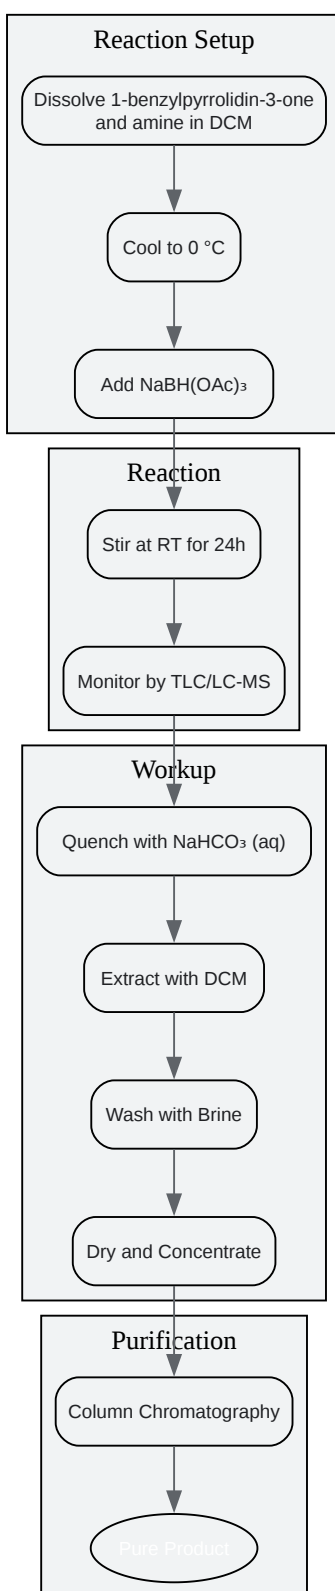 Reaction Setup
Dissolve 1-benzylpyrrolidin-3-one
and amine in DCM
Cool to 0 °C
Add NaBH(OAc)₃
Reaction
Stir at RT for 24h
Monitor by TLC/LC-MS
Workup
Quench with NaHCO₃ (aq)
Extract with DCM
Wash with Brine
Dry and Concentrate
Purification
Column Chromatography
Pure Product